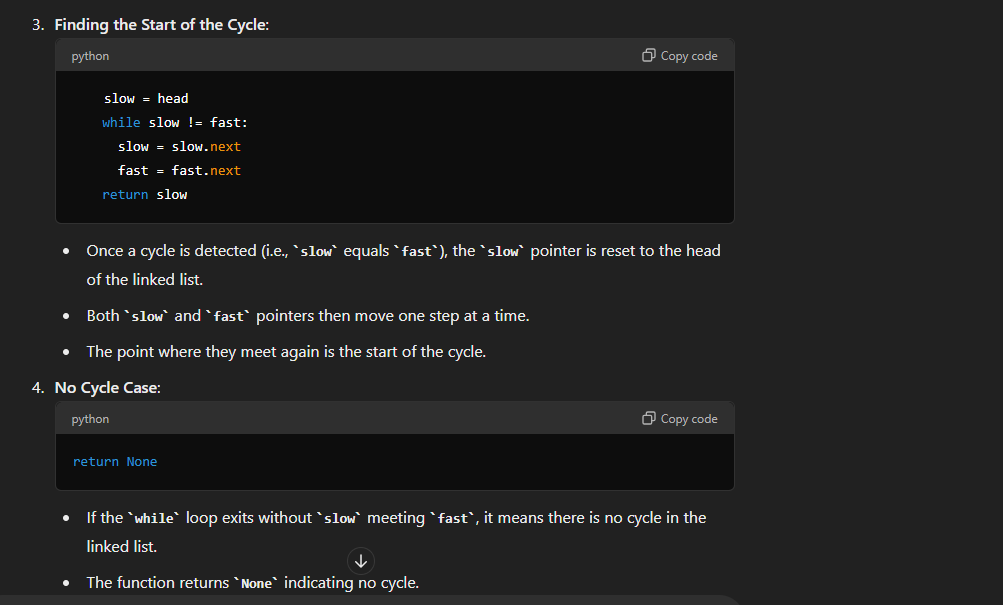 3. Finding the Start of the Cycle:
python Copy code
slow = head
while slow != fast:
slow = slow.next
fast = fast.next
return slow
• Once a cycle is detected (i.e., `slow` equals `fast`), the `slow` pointer is reset to the head
of the linked list.
• Both `slow` and `fast` pointers then move one step at a time.
• The point where they meet again is the start of the cycle.
4. No Cycle Case:
python Copy code
return None
• If the `while` loop exits without `slow` meeting `fast`, it means there is no cycle in the
linked list.
• The function returns `None` indicating no cycle.